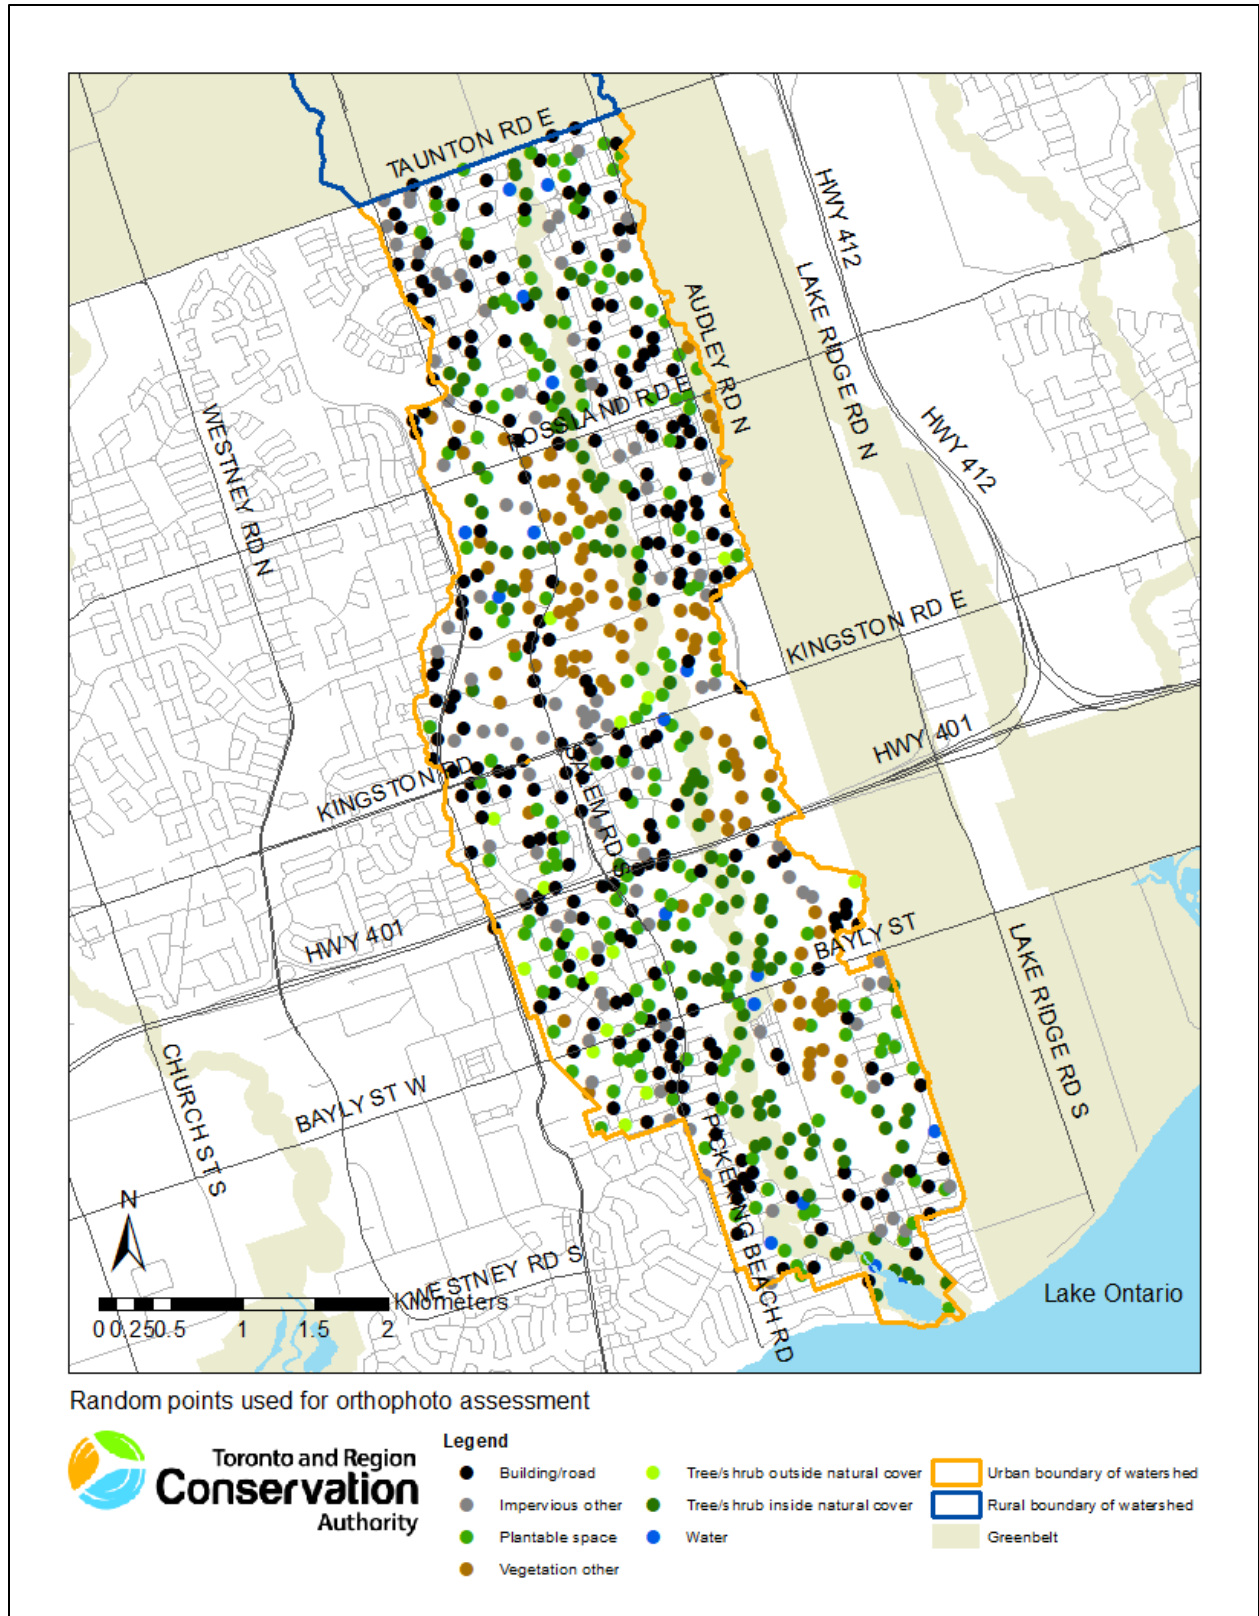 TAUNTON RD E
HWY 412
LAKE RIDGE RD N
AUDLEY RD N
HWY 412
ROSSLAND RD E
WESTNEY RD N
KINGSTON RD E
HWY 401
KINGSTON RD
SALEM RD S
HWY 401
BAYLY ST
LAKE RIDGE RD S
CHURCH ST S
BAYLY ST W
PICKERING BEACH RD
N
WESTNEY RD S
Kilometers
0 0.25 0.5 1 1.5 2
Lake Ontario
Random points used for orthophoto assessment
Toronto and Region
Conservation
Authority
Legend
Building/road
Impervious other
Plantable space
Vegetation other
Tree/shrub outside natural cover
Tree/shrub inside natural cover
Water
Urban boundary of watershed
Rural boundary of watershed
Greenbelt